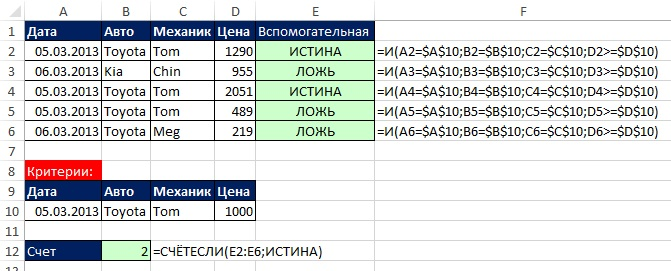 A B C D E F
1 Дата Авто Механик Цена Вспомогательная
2 05.03.2013 Toyota Tom 1290 ИСТИНА =И(A2=$A$10;B2=$B$10;C2=$C$10;D2>=$D$10)
3 06.03.2013 Kia Chin 955 ЛОЖЬ =И(A3=$A$10;B3=$B$10;C3=$C$10;D3>=$D$10)
4 05.03.2013 Toyota Tom 2051 ИСТИНА =И(A4=$A$10;B4=$B$10;C4=$C$10;D4>=$D$10)
5 05.03.2013 Toyota Tom 489 ЛОЖЬ =И(A5=$A$10;B5=$B$10;C5=$C$10;D5>=$D$10)
6 06.03.2013 Toyota Meg 219 ЛОЖЬ =И(A6=$A$10;B6=$B$10;C6=$C$10;D6>=$D$10)
7
8 Критерии:
9 Дата Авто Механик Цена
10 05.03.2013 Toyota Tom 1000
11
12 Счет 2 =СЧЁТЕСЛИ(E2:E6;ИСТИНА)